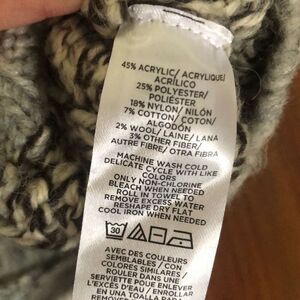 45% ACRYLIC/ ACRYLIQUE/
ACRÍLICO
25% POLYESTER/
POLIÉSTER
18% NYLON/ NILÓN
7% COTTON/ COTON/
ALGODÓN
2% WOOL/ LAINE/ LANA
3% OTHER FIBER/
AUTRE FIBRE/ OTRA FIBRA
MACHINE WASH COLD
DELICATE CYCLE WITH LIKE
COLORS
ONLY NON-CHLORINE
BLEACH WHEN NEEDED
ROLL IN TOWEL TO
REMOVE EXCESS WATER
RESHAPE DRY FLAT
COOL IRON WHEN NEEDED
30
AVEC DES COULEURS
SEMBLABLES / CON
COLORES SIMILARES /
ROULER DANS UNE
SERVIETTE POUR ENLEVER
L'EXCÈS D'EAU / ENROLLAR
EN UNA TOALLA PARA